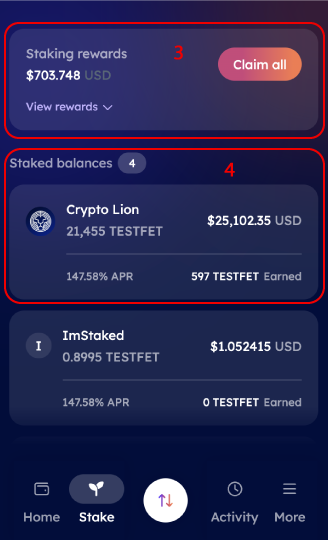 Staking rewards
3
$703.748 USD
Claim all
View rewards
Staked balances 4
4
Crypto Lion
$25,102.35 USD
21,455 TESTFET
147.58% APR
597 TESTFET Earned
I
ImStaked
$1.052415 USD
0.8995 TESTFET
147.58% APR
0 TESTFET Earned
Home Stake Activity More